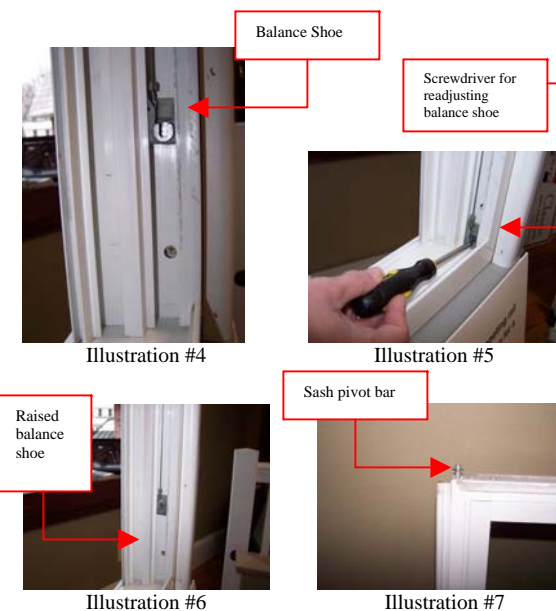 Balance Shoe
Screwdriver for
readjusting
balance shoe
Illustration #4
Illustration #5
Raised
balance
shoe
Sash pivot bar
Illustration #6
Illustration #7